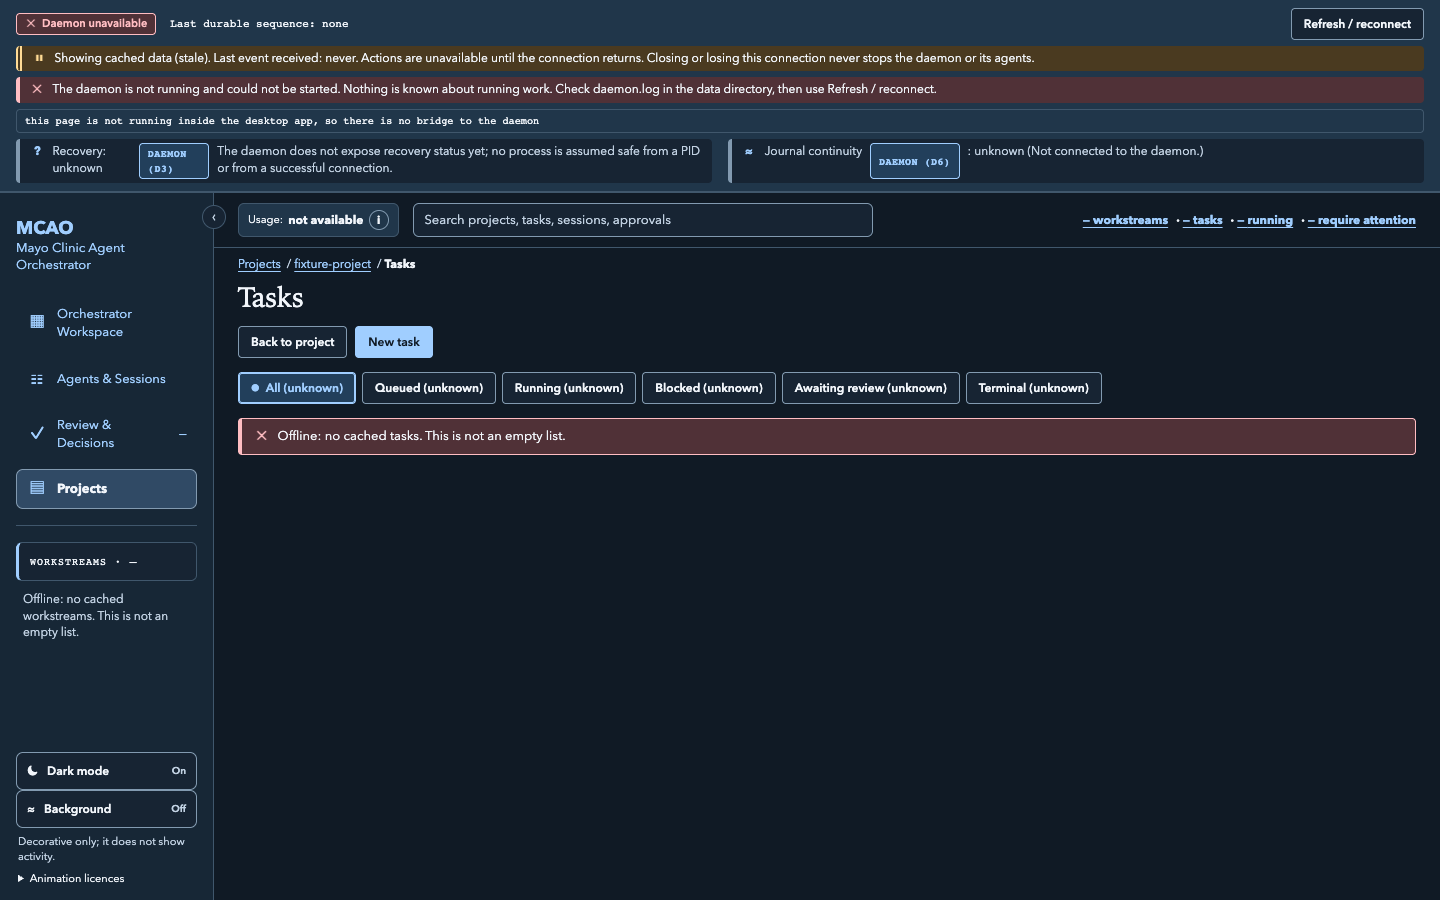 Daemon unavailable
Last durable sequence: none
Refresh / reconnect
Showing cached data (stale). Last event received: never. Actions are unavailable until the connection returns. Closing or losing this connection never stops the daemon or its agents.
The daemon is not running and could not be started. Nothing is known about running work. Check daemon.log in the data directory, then use Refresh / reconnect.
this page is not running inside the desktop app, so there is no bridge to the daemon
? Recovery:
unknown
DAEMON
(D3)
The daemon does not expose recovery status yet; no process is assumed safe from a PID
or from a successful connection.
≈ Journal continuity
DAEMON (D6)
: unknown (Not connected to the daemon.)
MCAO
Mayo Clinic Agent
Orchestrator
Orchestrator
Workspace
Agents & Sessions
Review &
Decisions
–
Projects
WORKSTREAMS · –
Offline: no cached
workstreams. This is not an
empty list.
Dark mode On
≈ Background Off
Decorative only; it does not show
activity.
Animation licences
‹
Usage: not available i
Search projects, tasks, sessions, approvals
– workstreams · – tasks · – running · – require attention
Projects / fixture-project / Tasks
Tasks
Back to project
New task
All (unknown)
Queued (unknown)
Running (unknown)
Blocked (unknown)
Awaiting review (unknown)
Terminal (unknown)
Offline: no cached tasks. This is not an empty list.